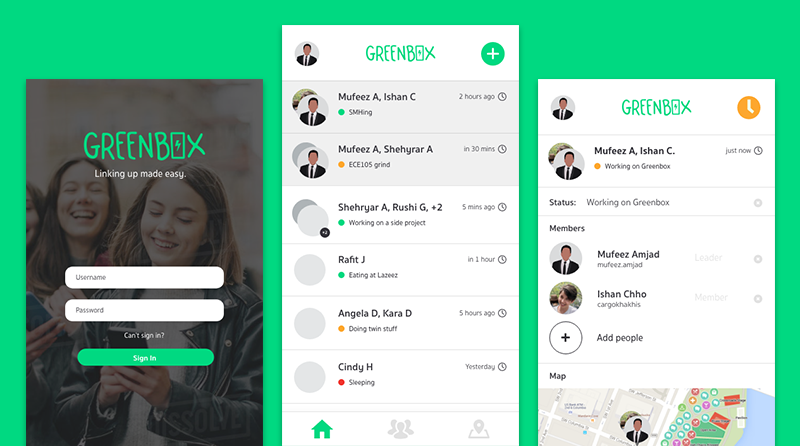 GREENBOX
Linking up made easy.
Username
Password
Can't sign in?
Sign In
GREENBOX
Mufeez A, Ishan C
2 hours ago
SMHing
Mufeez A, Shehyrar A
in 30 mins
ECE105 grind
Shehryar A, Rushi G, +2
5 mins ago
+2
Working on a side project
Rafit J
in 1 hour
Eating at Lazeez
Angela D, Kara D
5 hours ago
Doing twin stuff
Cindy H
Yesterday
Sleeping
GREENBOX
Mufeez A, Ishan C.
just now
Working on Greenbox
Status: Working on Greenbox
Members
Mufeez Amjad
Leader
mufeez.amjad
Ishan Chho
Member
cargokhakhis
Add people
Map